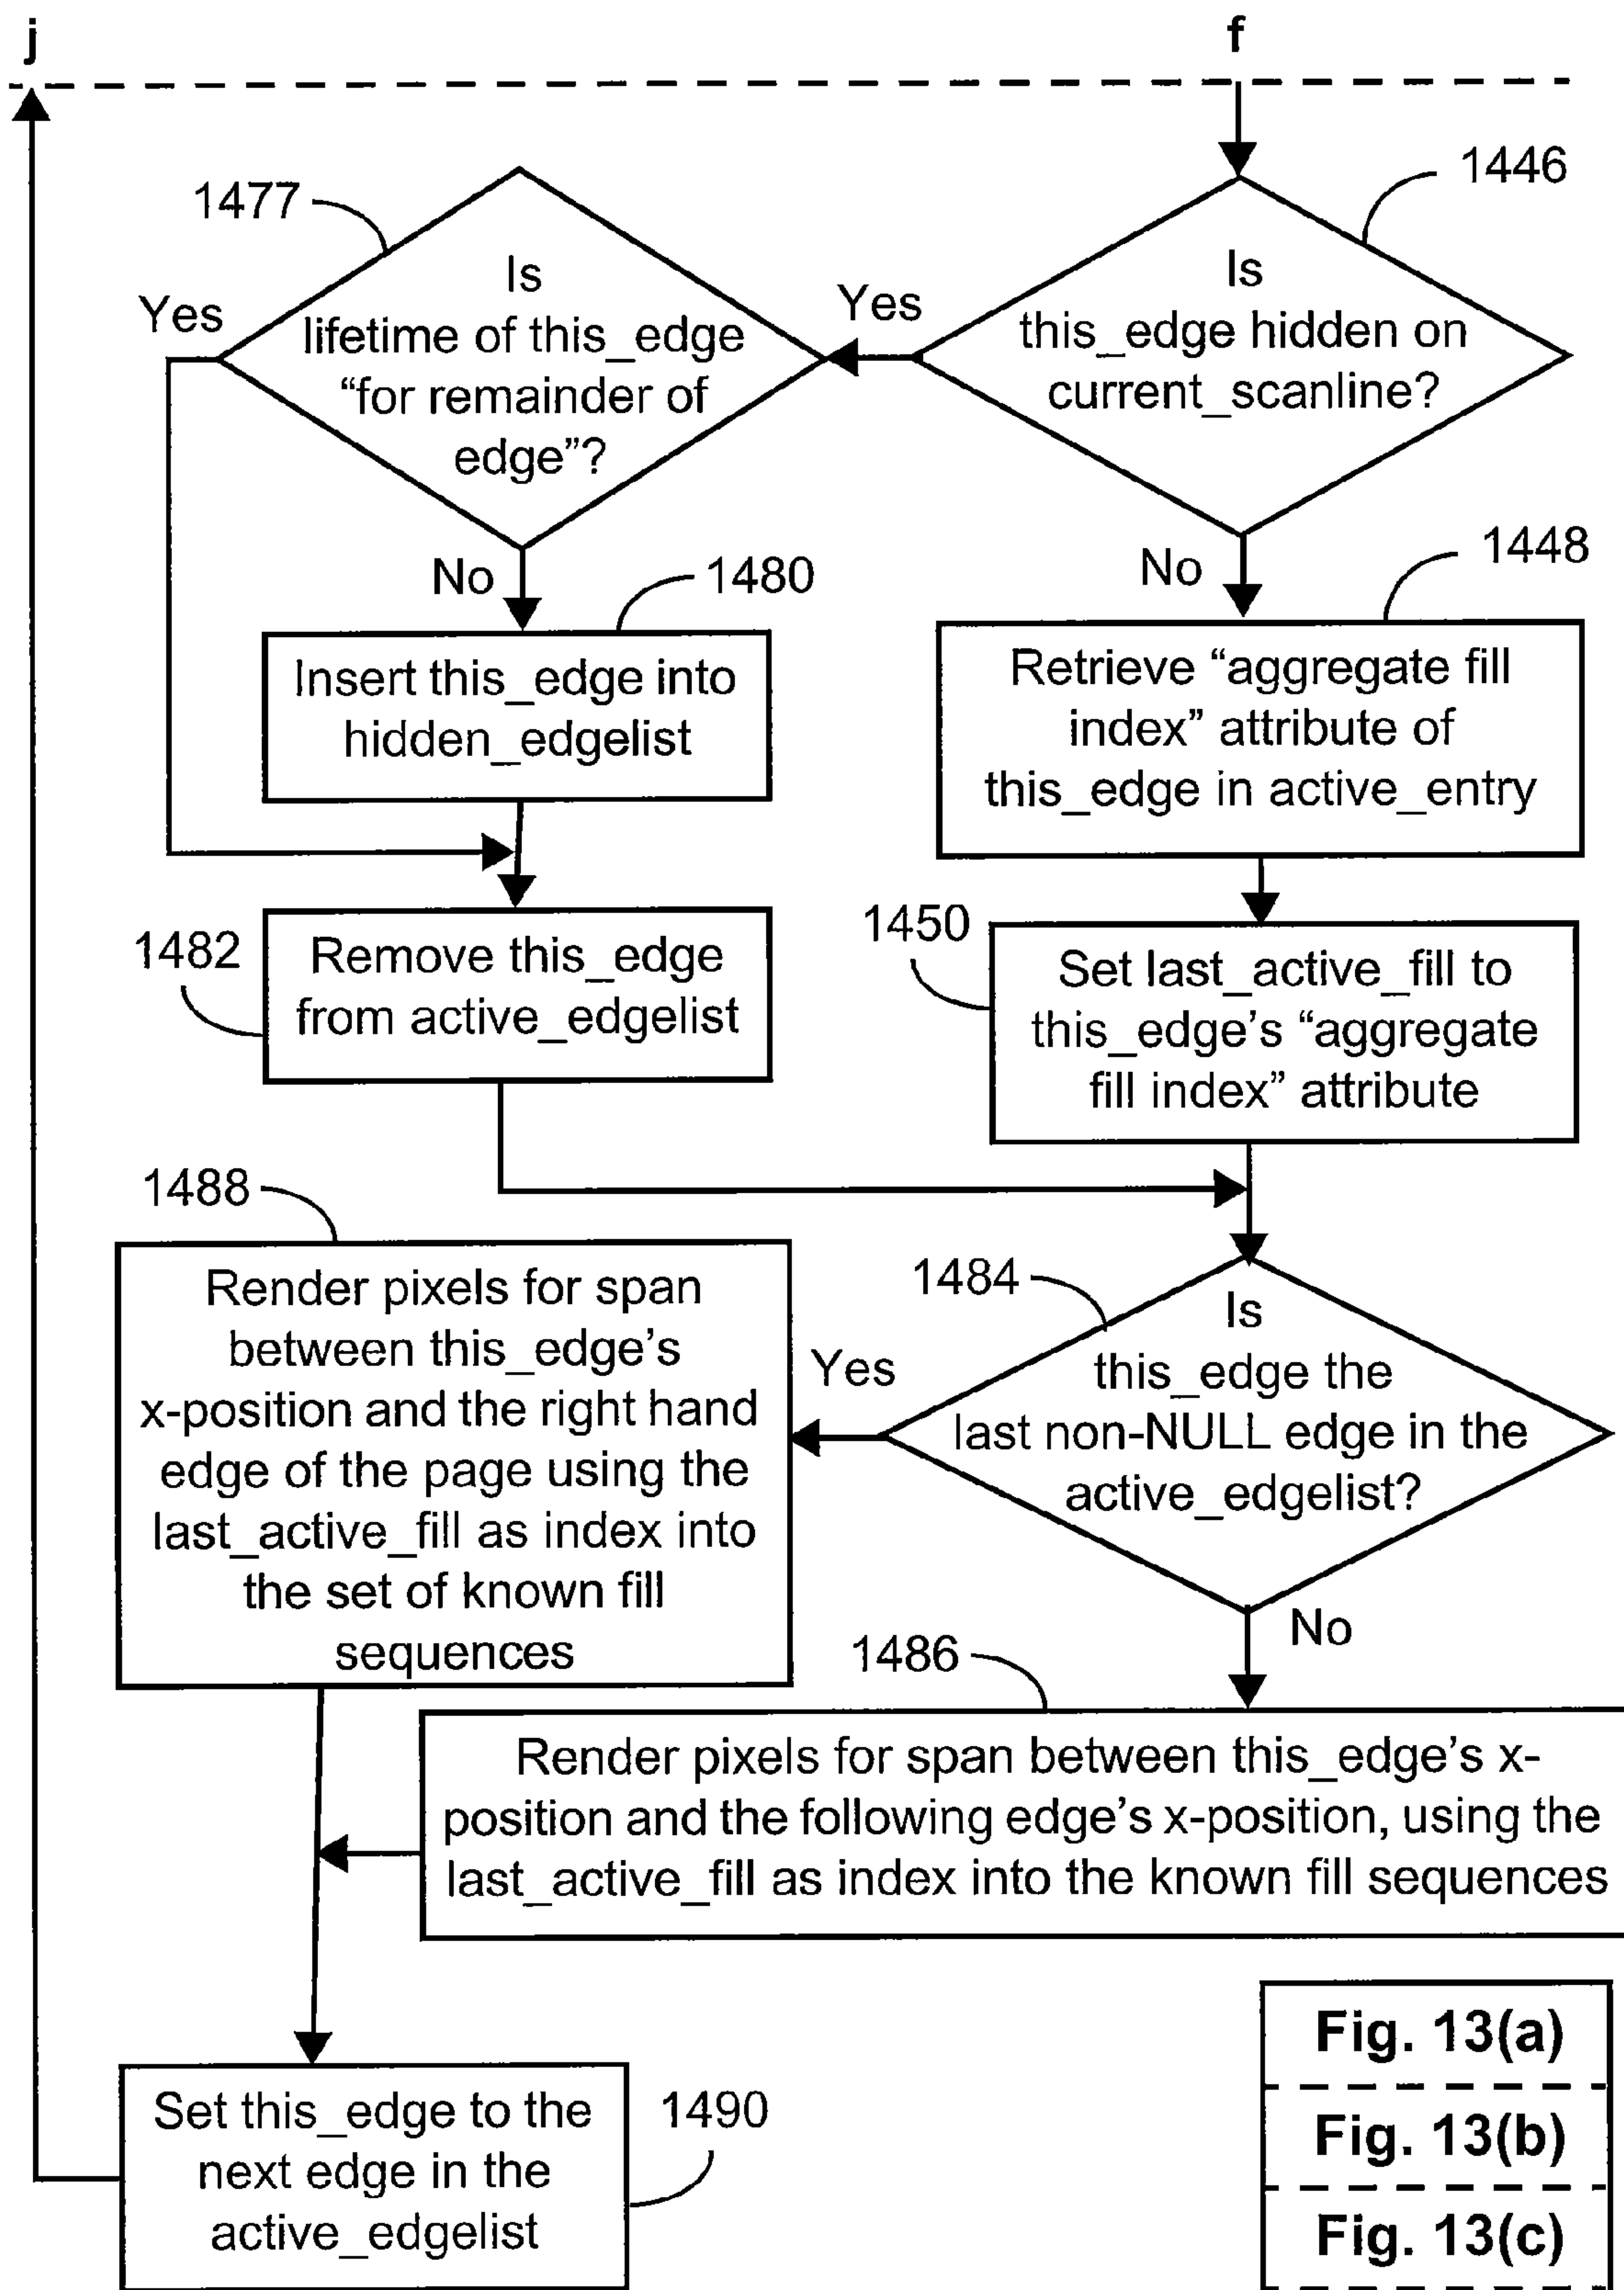 j
f
1446
Is
this_edge hidden on
current_scanline?
Yes
No
1477
Is
lifetime of this_edge
“for remainder of
edge”?
Yes
No
1480
Insert this_edge into
hidden_edgelist
1448
Retrieve “aggregate fill
index” attribute of
this_edge in active_entry
1482
Remove this_edge
from active_edgelist
1450
Set last_active_fill to
this_edge’s “aggregate
fill index” attribute
1488
Render pixels for span
between this_edge’s
x-position and the right hand
edge of the page using the
last_active_fill as index into
the set of known fill
sequences
1484
Is
this_edge the
last non-NULL edge in the
active_edgelist?
Yes
No
1486
Render pixels for span between this_edge’s x-
position and the following edge’s x-position, using the
last_active_fill as index into the known fill sequences
Set this_edge to the
next edge in the
active_edgelist
1490
Fig. 13(a)
Fig. 13(b)
Fig. 13(c)